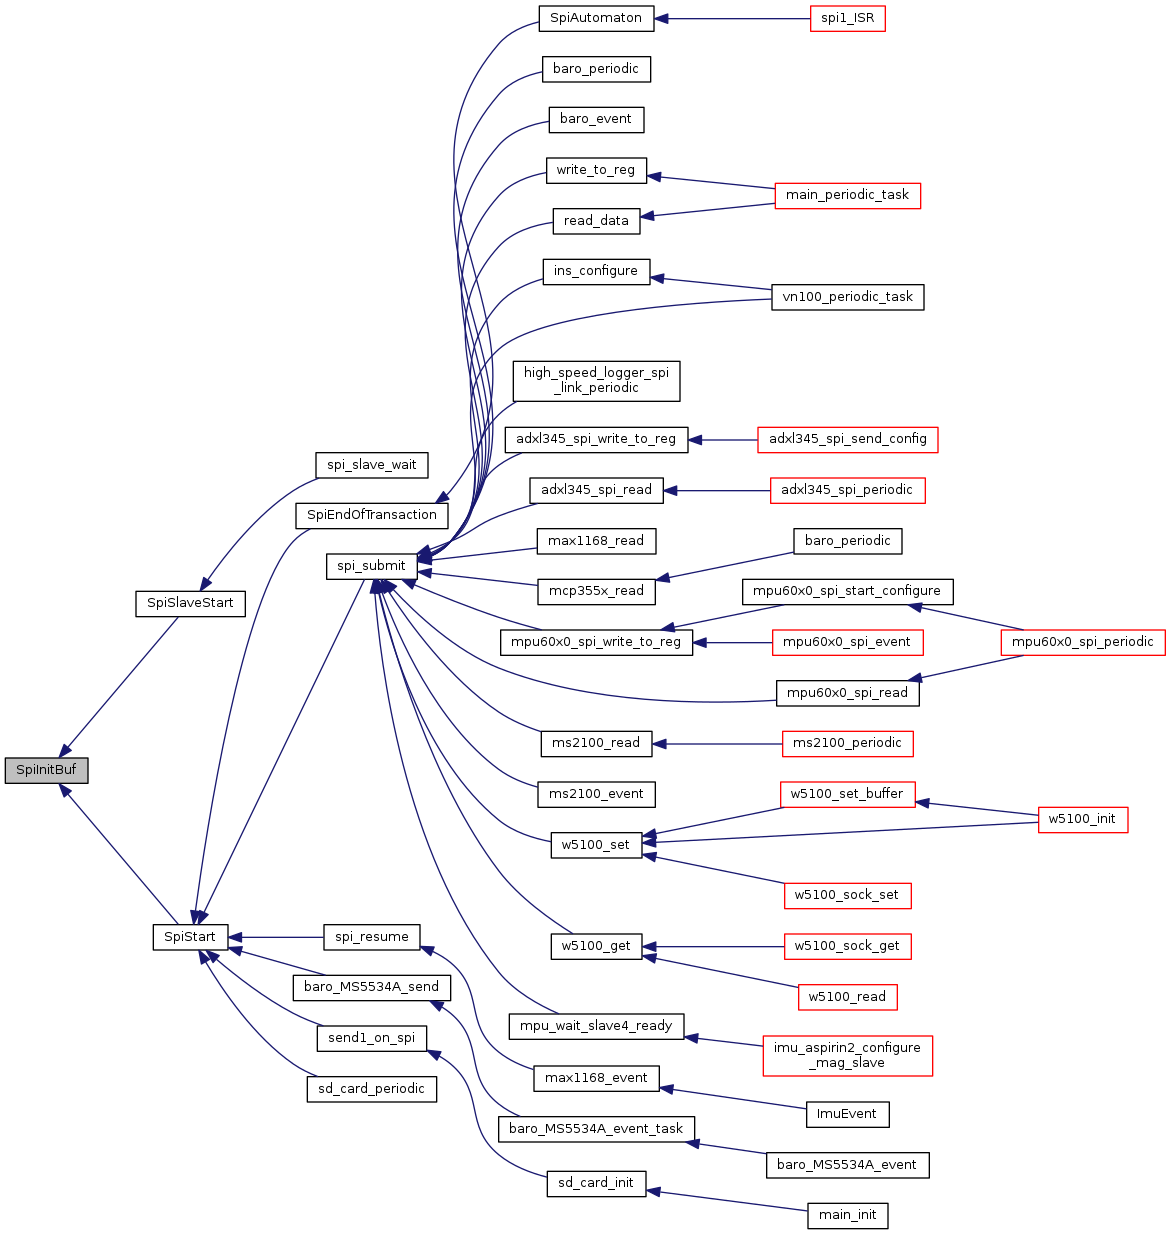 SpiAutomaton
spi1_ISR
baro_periodic
baro_event
write_to_reg
main_periodic_task
read_data
ins_configure
vn100_periodic_task
high_speed_logger_spi
_link_periodic
adxl345_spi_write_to_reg
adxl345_spi_send_config
spi_slave_wait
adxl345_spi_read
adxl345_spi_periodic
SpiEndOfTransaction
max1168_read
baro_periodic
spi_submit
mcp355x_read
mpu60x0_spi_start_configure
SpiSlaveStart
mpu60x0_spi_write_to_reg
mpu60x0_spi_event
mpu60x0_spi_periodic
mpu60x0_spi_read
ms2100_read
ms2100_periodic
SpiInitBuf
ms2100_event
w5100_set_buffer
w5100_init
w5100_set
w5100_sock_set
SpiStart
spi_resume
w5100_get
w5100_sock_get
baro_MS5534A_send
w5100_read
mpu_wait_slave4_ready
send1_on_spi
imu_aspirin2_configure
_mag_slave
sd_card_periodic
max1168_event
ImuEvent
baro_MS5534A_event_task
baro_MS5534A_event
sd_card_init
main_init